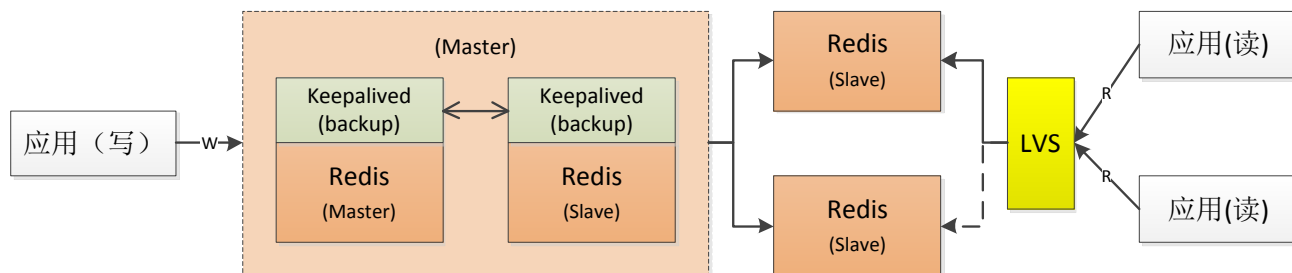 应用（写）
W
(Master)
Keepalived
(backup)
Redis
(Master)
Keepalived
(backup)
Redis
(Slave)
Redis
(Slave)
Redis
(Slave)
LVS
R
R
应用(读)
应用(读)